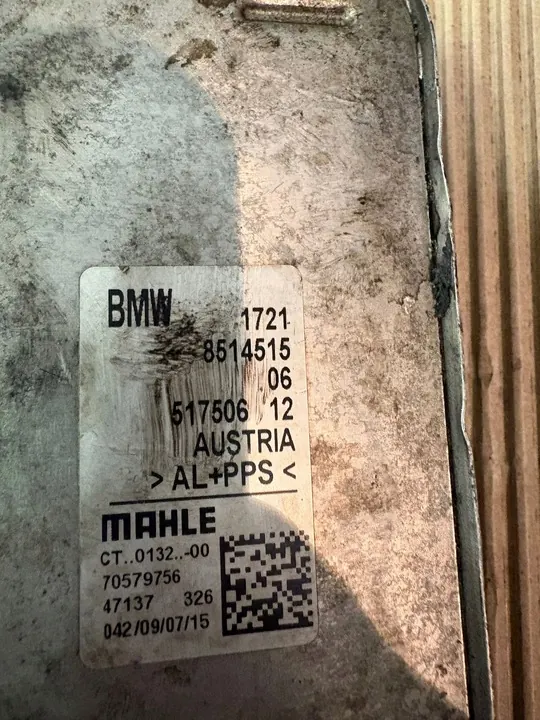 BMW 1721
8514515
06
517506 12
AUSTRIA
> AL+PPS <
MAHLE
CT..0132..-00
70579756
47137 326
042/09/07/15